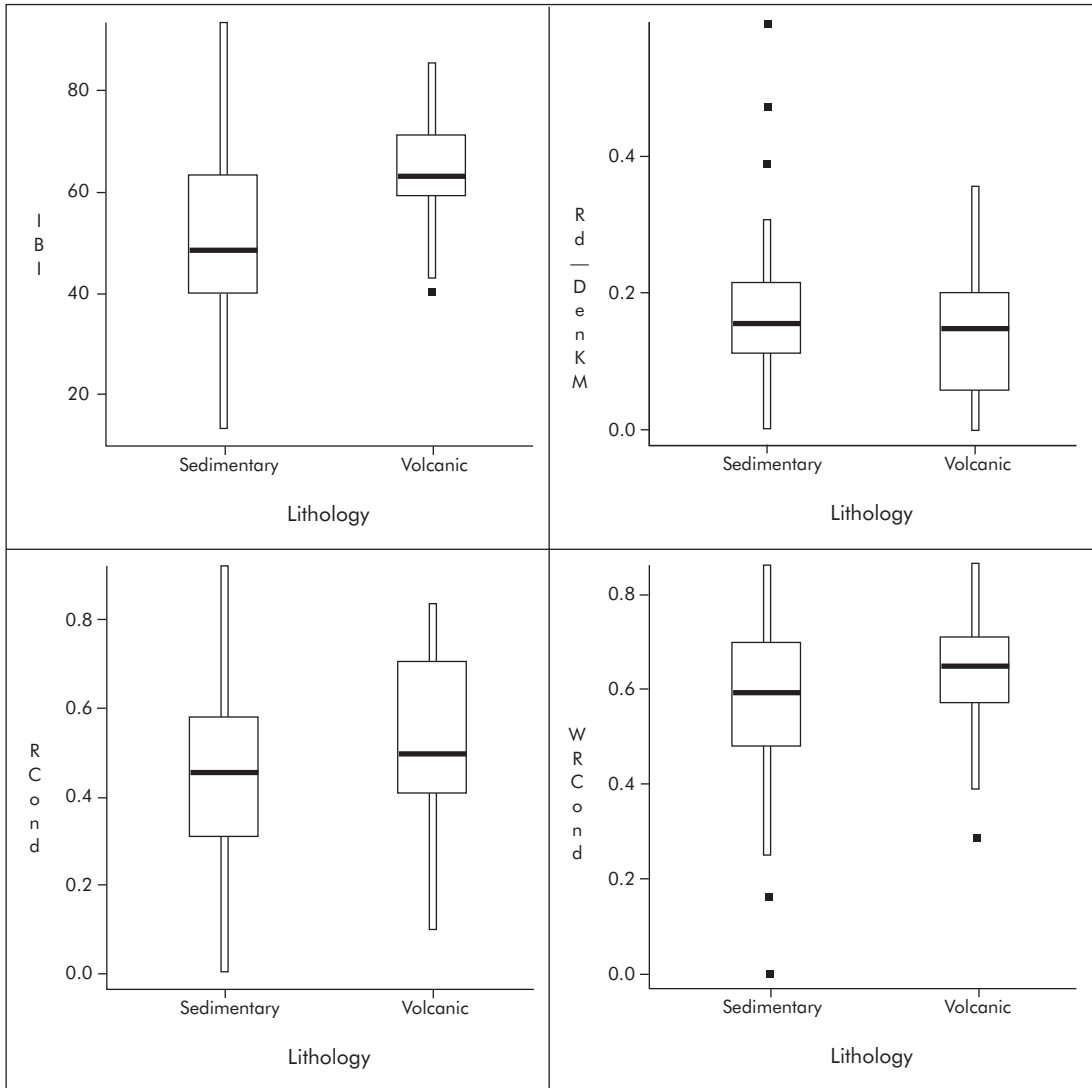 I
B
I
80
60
40
20
Sedimentary Volcanic
Lithology
R
d
_
D
e
n
K
M
0.4
0.2
0.0
Sedimentary Volcanic
Lithology
R
C
o
n
d
0.8
0.6
0.4
0.2
0.0
Sedimentary Volcanic
Lithology
W
R
C
o
n
d
0.8
0.6
0.4
0.2
0.0
Sedimentary Volcanic
Lithology